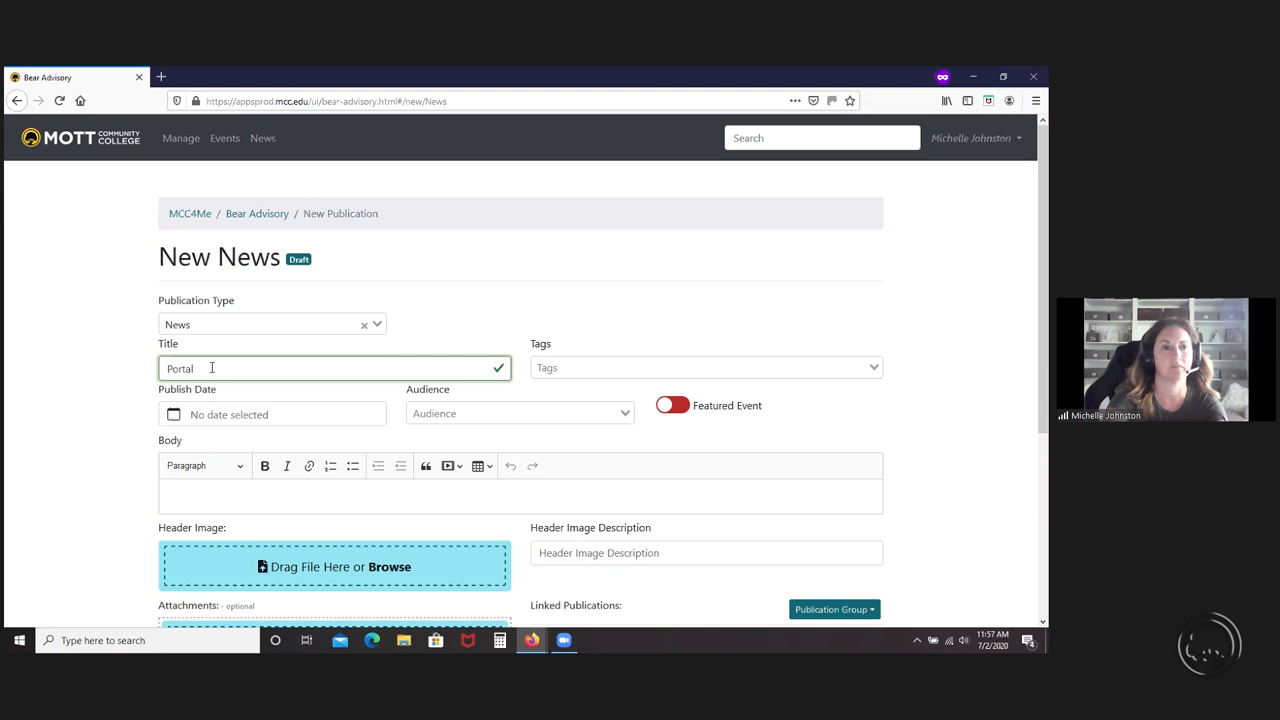 Bear Advisory
https://appsprod.mcc.edu/ui/bear-advisory.html#/new/News
MOTT COMMUNITY COLLEGE
Manage Events News
Search
Michelle Johnston
MCC4Me / Bear Advisory / New Publication
New News Draft
Publication Type
News
Title
Tags
Portal
Tags
Publish Date
Audience
No date selected
Audience
Featured Event
Body
Paragraph
B I
Header Image:
Header Image Description
Drag File Here or Browse
Header Image Description
Attachments: - optional
Linked Publications:
Publication Group
Type here to search
11:57 AM
7/2/2020
4
Michelle Johnston